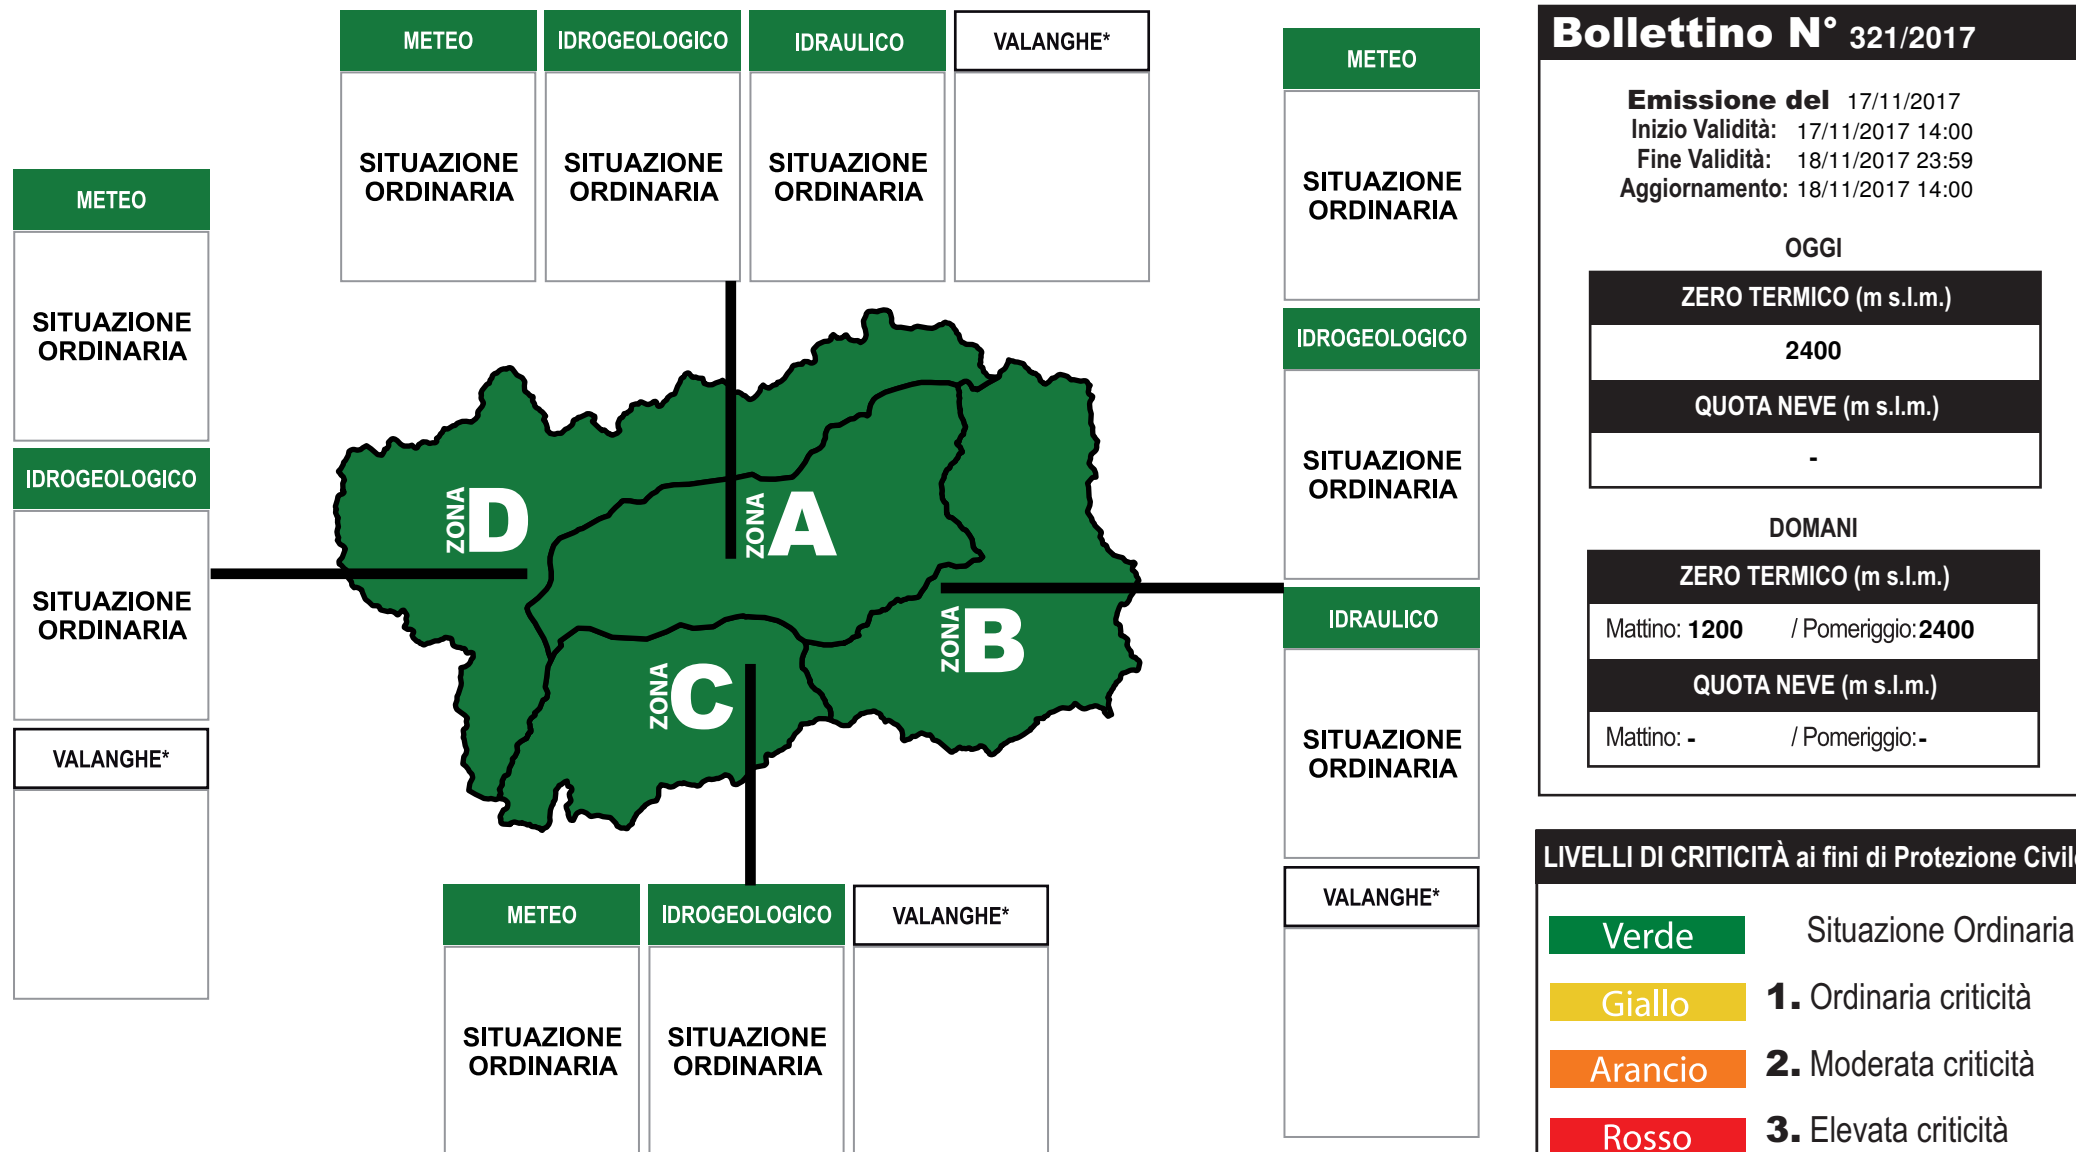 METEO
IDROGEOLOGICO
IDRAULICO
VALANGHE*
SITUAZIONE
ORDINARIA
SITUAZIONE
ORDINARIA
SITUAZIONE
ORDINARIA
METEO
SITUAZIONE
ORDINARIA
IDROGEOLOGICO
SITUAZIONE
ORDINARIA
VALANGHE*
ZONA D
ZONA A
ZONA B
ZONA C
METEO
SITUAZIONE
ORDINARIA
IDROGEOLOGICO
SITUAZIONE
ORDINARIA
IDRAULICO
SITUAZIONE
ORDINARIA
VALANGHE*
METEO
IDROGEOLOGICO
VALANGHE*
SITUAZIONE
ORDINARIA
SITUAZIONE
ORDINARIA
Bollettino N° 321/2017
Emissione del 17/11/2017
Inizio Validità: 17/11/2017 14:00
Fine Validità: 18/11/2017 23:59
Aggiornamento: 18/11/2017 14:00
OGGI
ZERO TERMICO (m s.l.m.)
2400
QUOTA NEVE (m s.l.m.)
-
DOMANI
ZERO TERMICO (m s.l.m.)
Mattino: 1200 / Pomeriggio: 2400
QUOTA NEVE (m s.l.m.)
Mattino: - / Pomeriggio: -
LIVELLI DI CRITICITÀ ai fini di Protezione Civil
Verde Situazione Ordinaria
Giallo 1. Ordinaria criticità
Arancio 2. Moderata criticità
Rosso 3. Elevata criticità